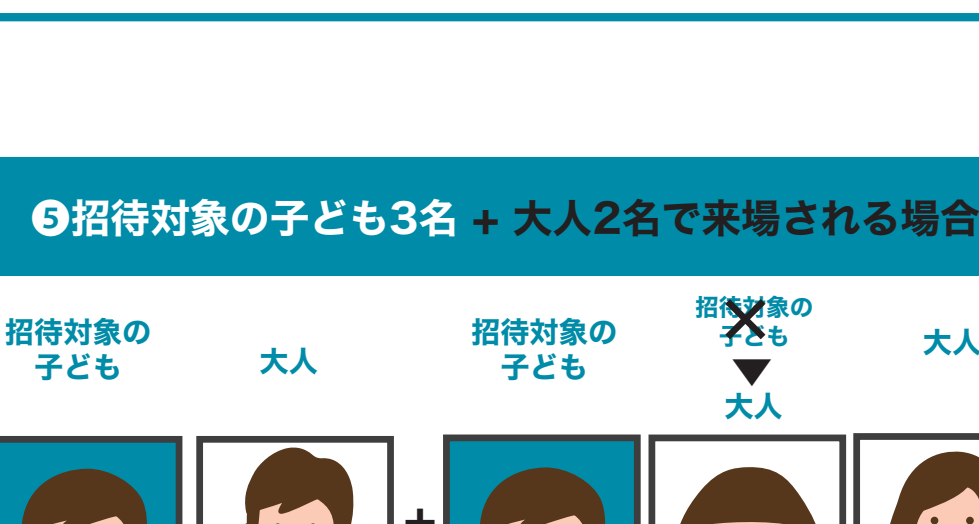 ❺招待対象の子ども3名 + 大人2名で来場される場合
招待対象の
子ども
大人
招待対象の
子ども
招待対象の
子ども
▼
大人
大人
+